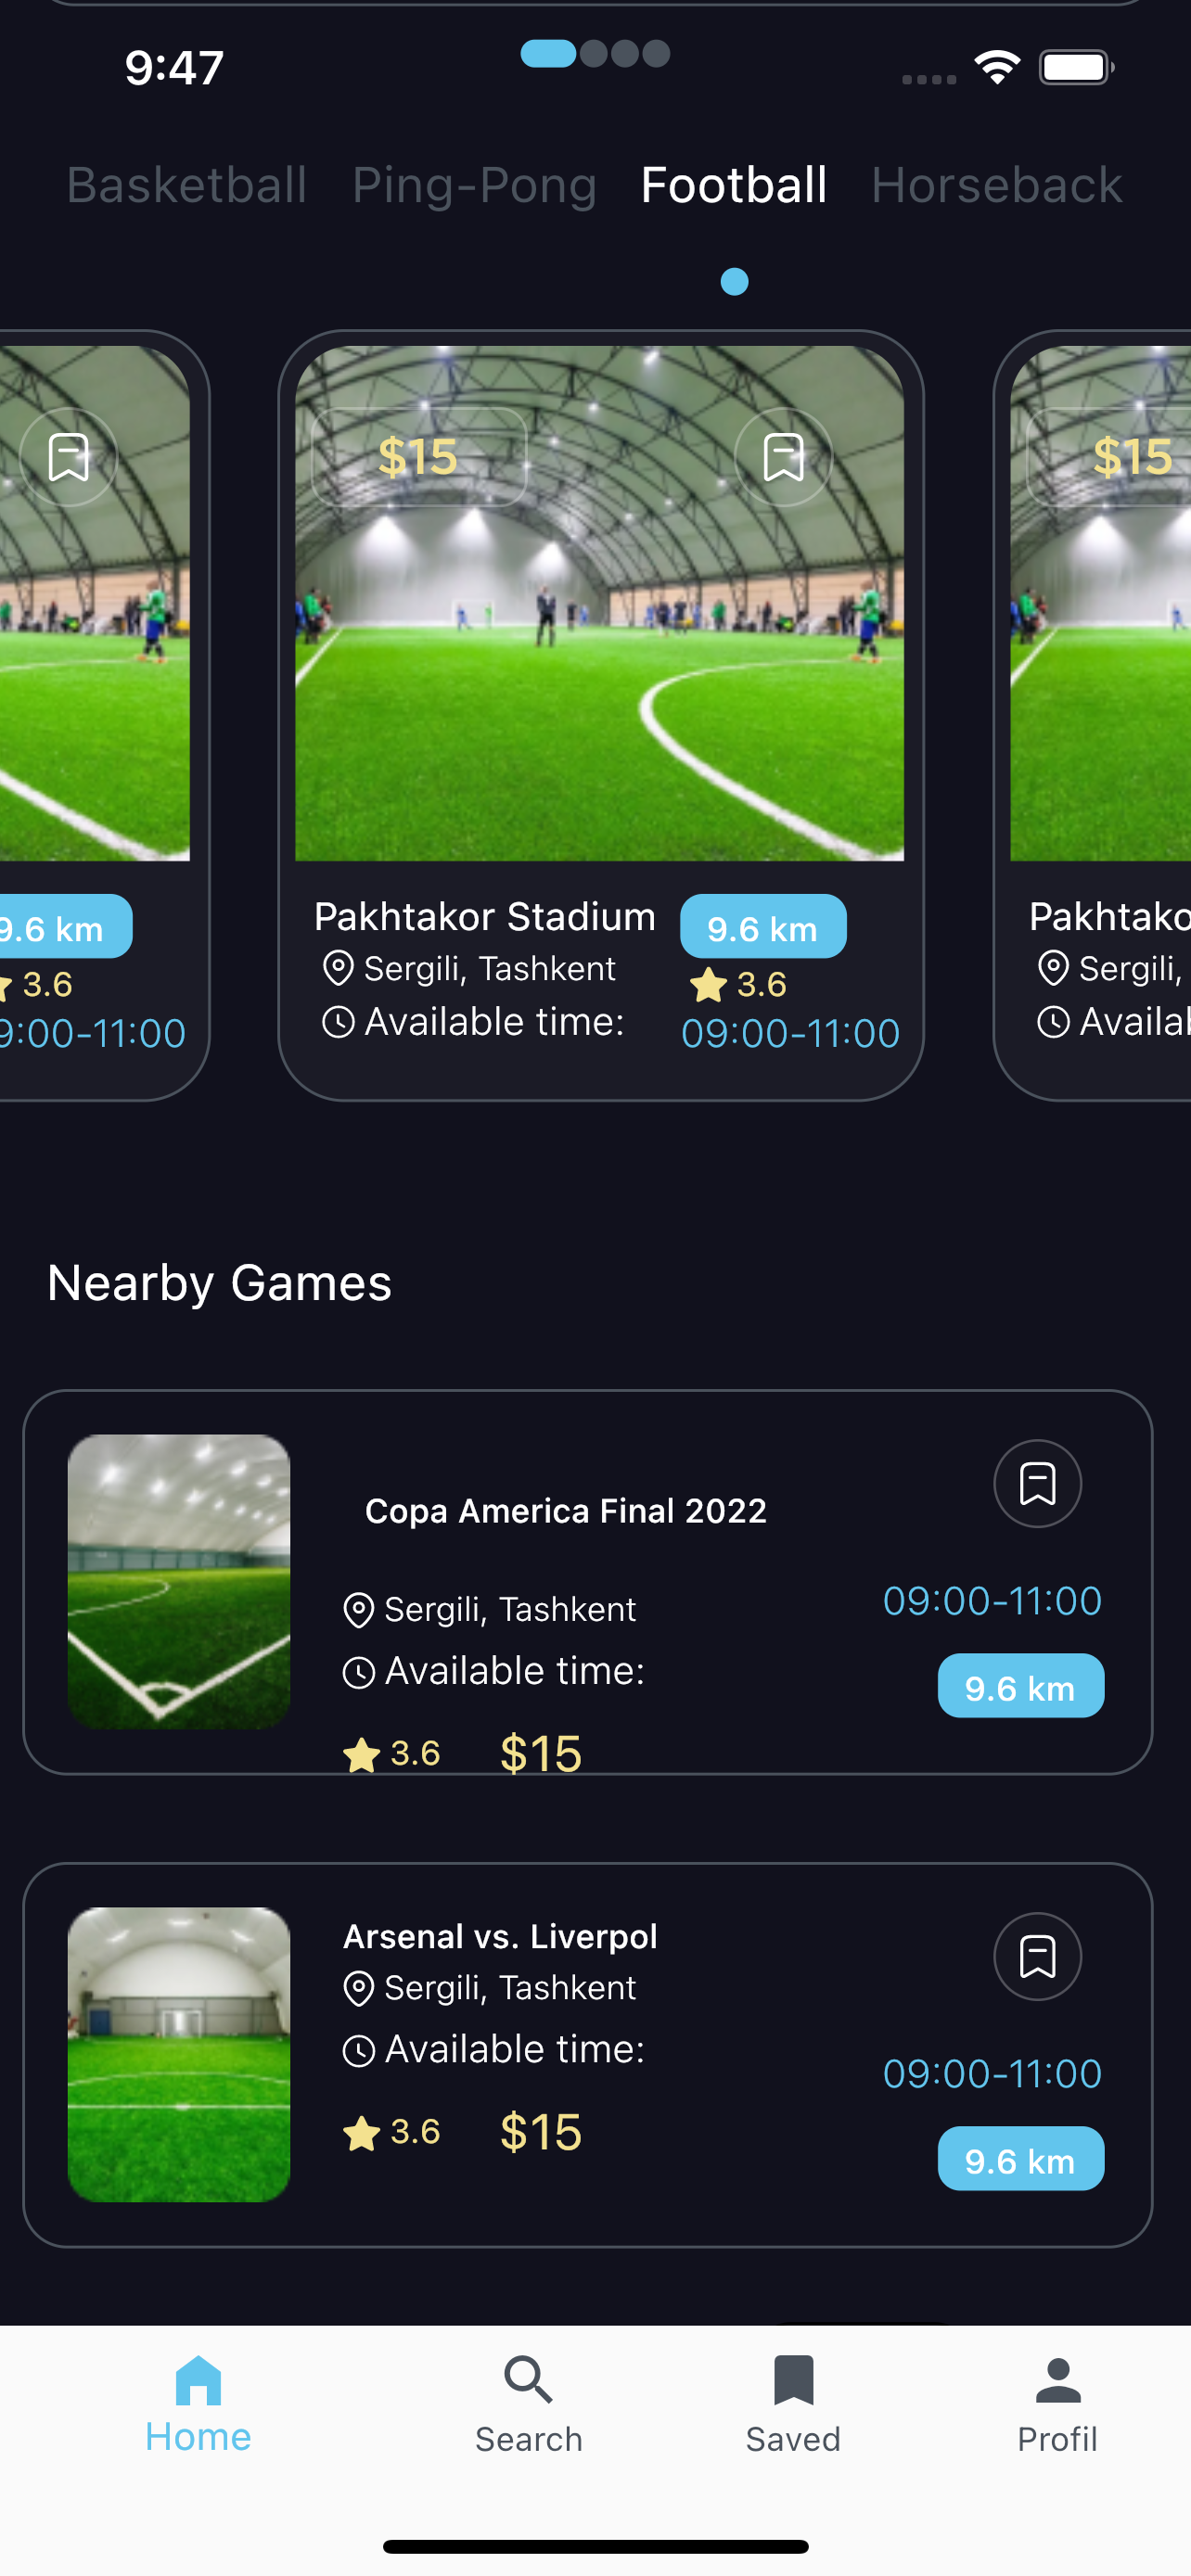 9:47
Basketball Ping-Pong Football Horseback
$15 $15
9.6 km
3.6
9:00-11:00
Pakhtakor Stadium 9.6 km
Sergili, Tashkent 3.6
Available time: 09:00-11:00
Pakhtako
Sergili,
Availab
Nearby Games
Copa America Final 2022
Sergili, Tashkent 09:00-11:00
Available time: 9.6 km
3.6 $15
Arsenal vs. Liverpol
Sergili, Tashkent
Available time: 09:00-11:00
3.6 $15 9.6 km
Home Search Saved Profil